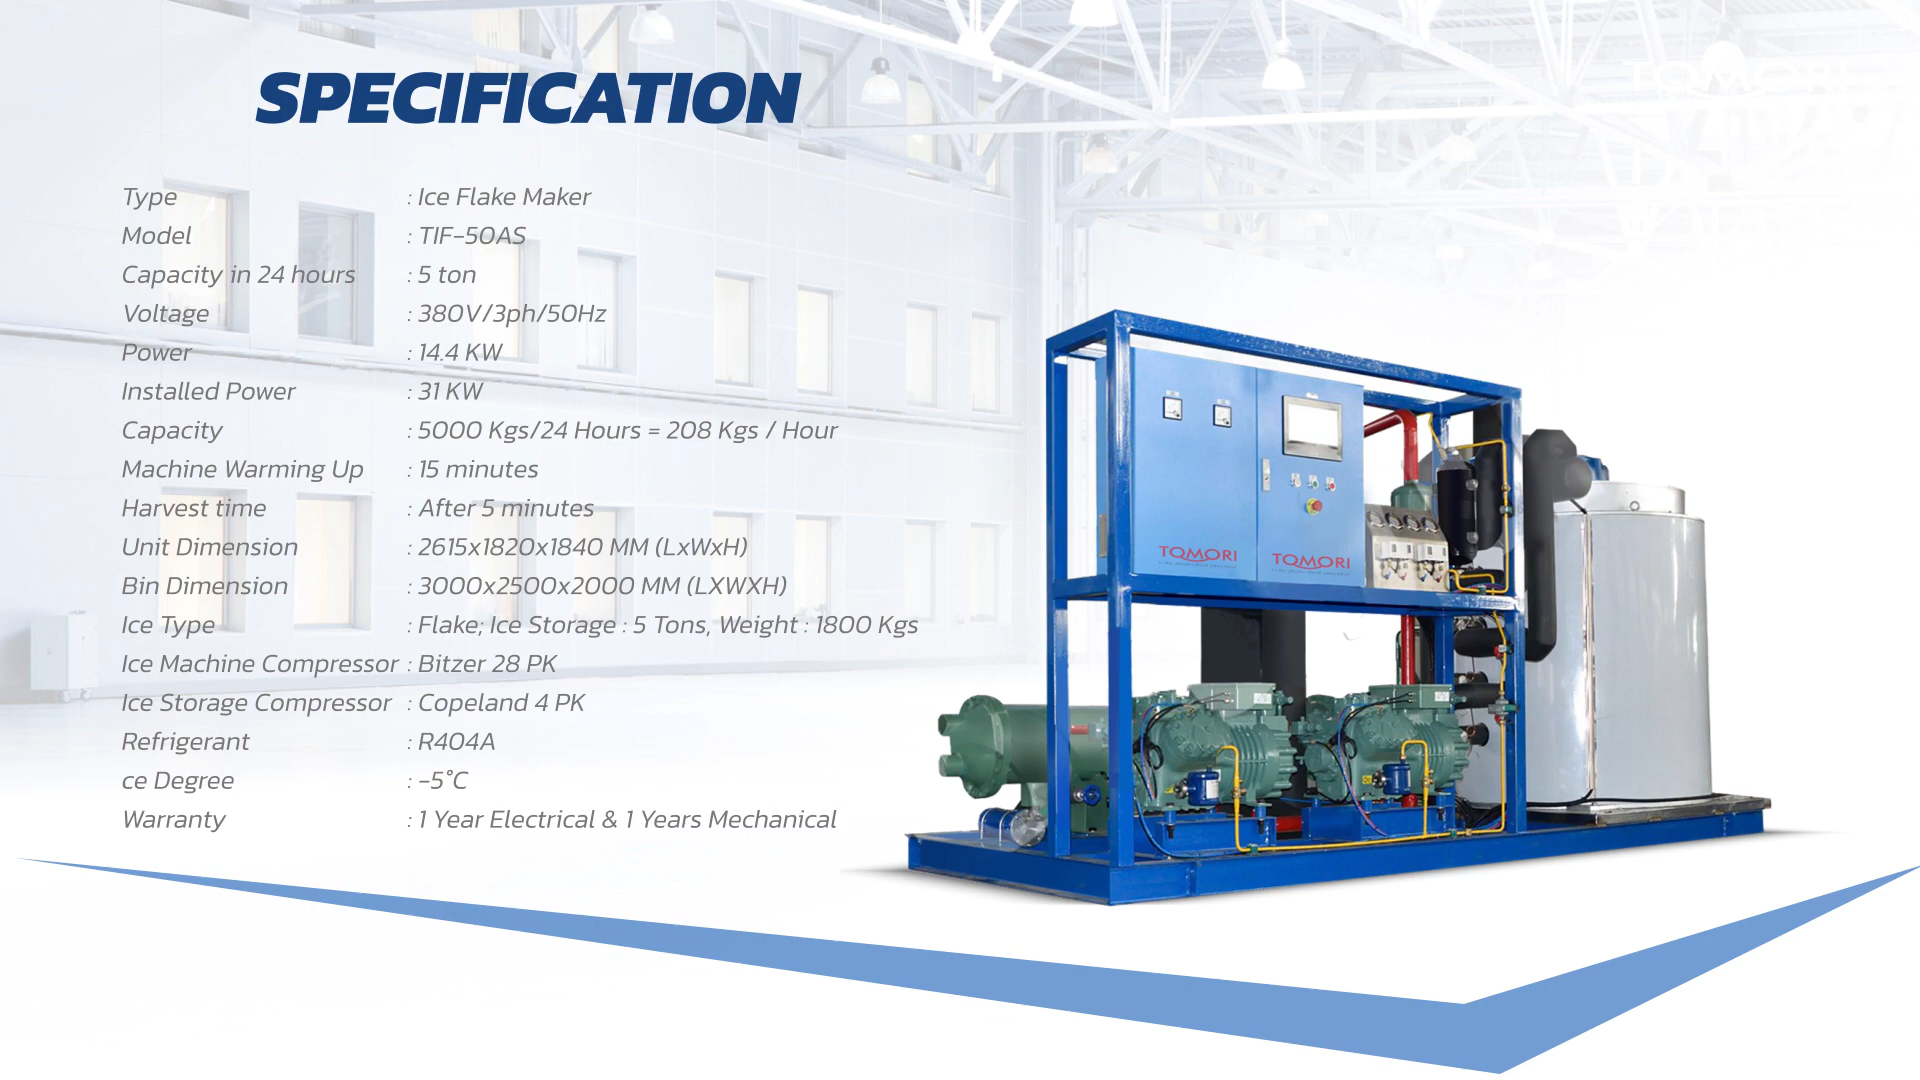 TOMORI
SPECIFICATION
Type : Ice Flake Maker
Model : TIF-50AS
Capacity in 24 hours : 5 ton
Voltage : 380V/3ph/50Hz
Power : 14.4 KW
Installed Power : 31 KW
Capacity : 5000 Kgs/24 Hours = 208 Kgs / Hour
Machine Warming Up : 15 minutes
Harvest time : After 5 minutes
Unit Dimension : 2615x1820x1840 MM (LxWxH)
Bin Dimension : 3000x2500x2000 MM (LXWXH)
Ice Type : Flake; Ice Storage : 5 Tons, Weight : 1800 Kgs
Ice Machine Compressor : Bitzer 28 PK
Ice Storage Compressor : Copeland 4 PK
Refrigerant : R404A
ce Degree : -5°C
Warranty : 1 Year Electrical & 1 Years Mechanical
TOMORI
TOMORI